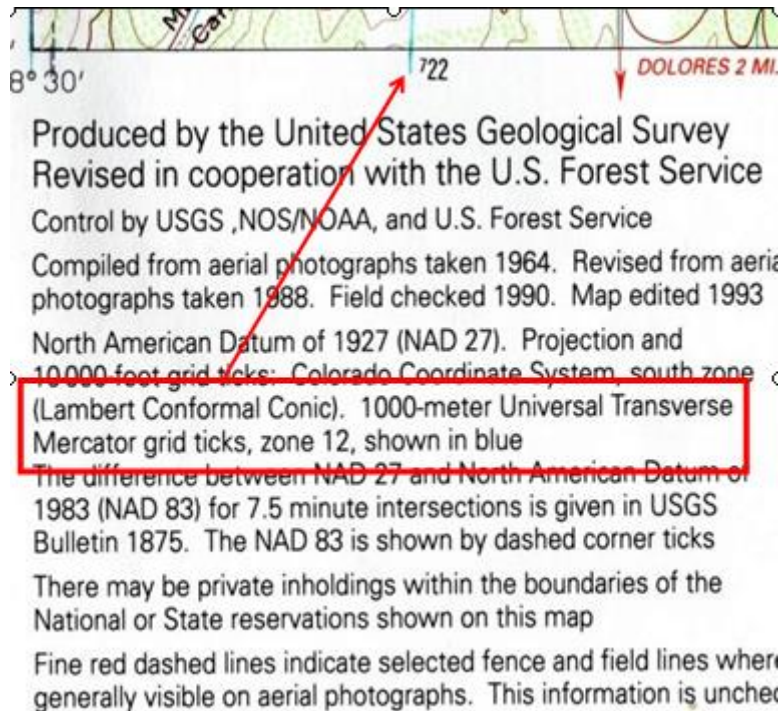 Can
722
8° 30'
DOLORES 2 MI.
Produced by the United States Geological Survey
Revised in cooperation with the U.S. Forest Service
Control by USGS ,NOS/NOAA, and U.S. Forest Service
Compiled from aerial photographs taken 1964. Revised from aeria
photographs taken 1988. Field checked 1990. Map edited 1993
North American Datum of 1927 (NAD 27). Projection and
10 000-foot grid ticks: Colorado Coordinate System, south zone
(Lambert Conformal Conic). 1000-meter Universal Transverse
Mercator grid ticks, zone 12, shown in blue
The difference between NAD 27 and North American Datum of
1983 (NAD 83) for 7.5 minute intersections is given in USGS
Bulletin 1875. The NAD 83 is shown by dashed corner ticks
There may be private inholdings within the boundaries of the
National or State reservations shown on this map
Fine red dashed lines indicate selected fence and field lines where
generally visible on aerial photographs. This information is unchec